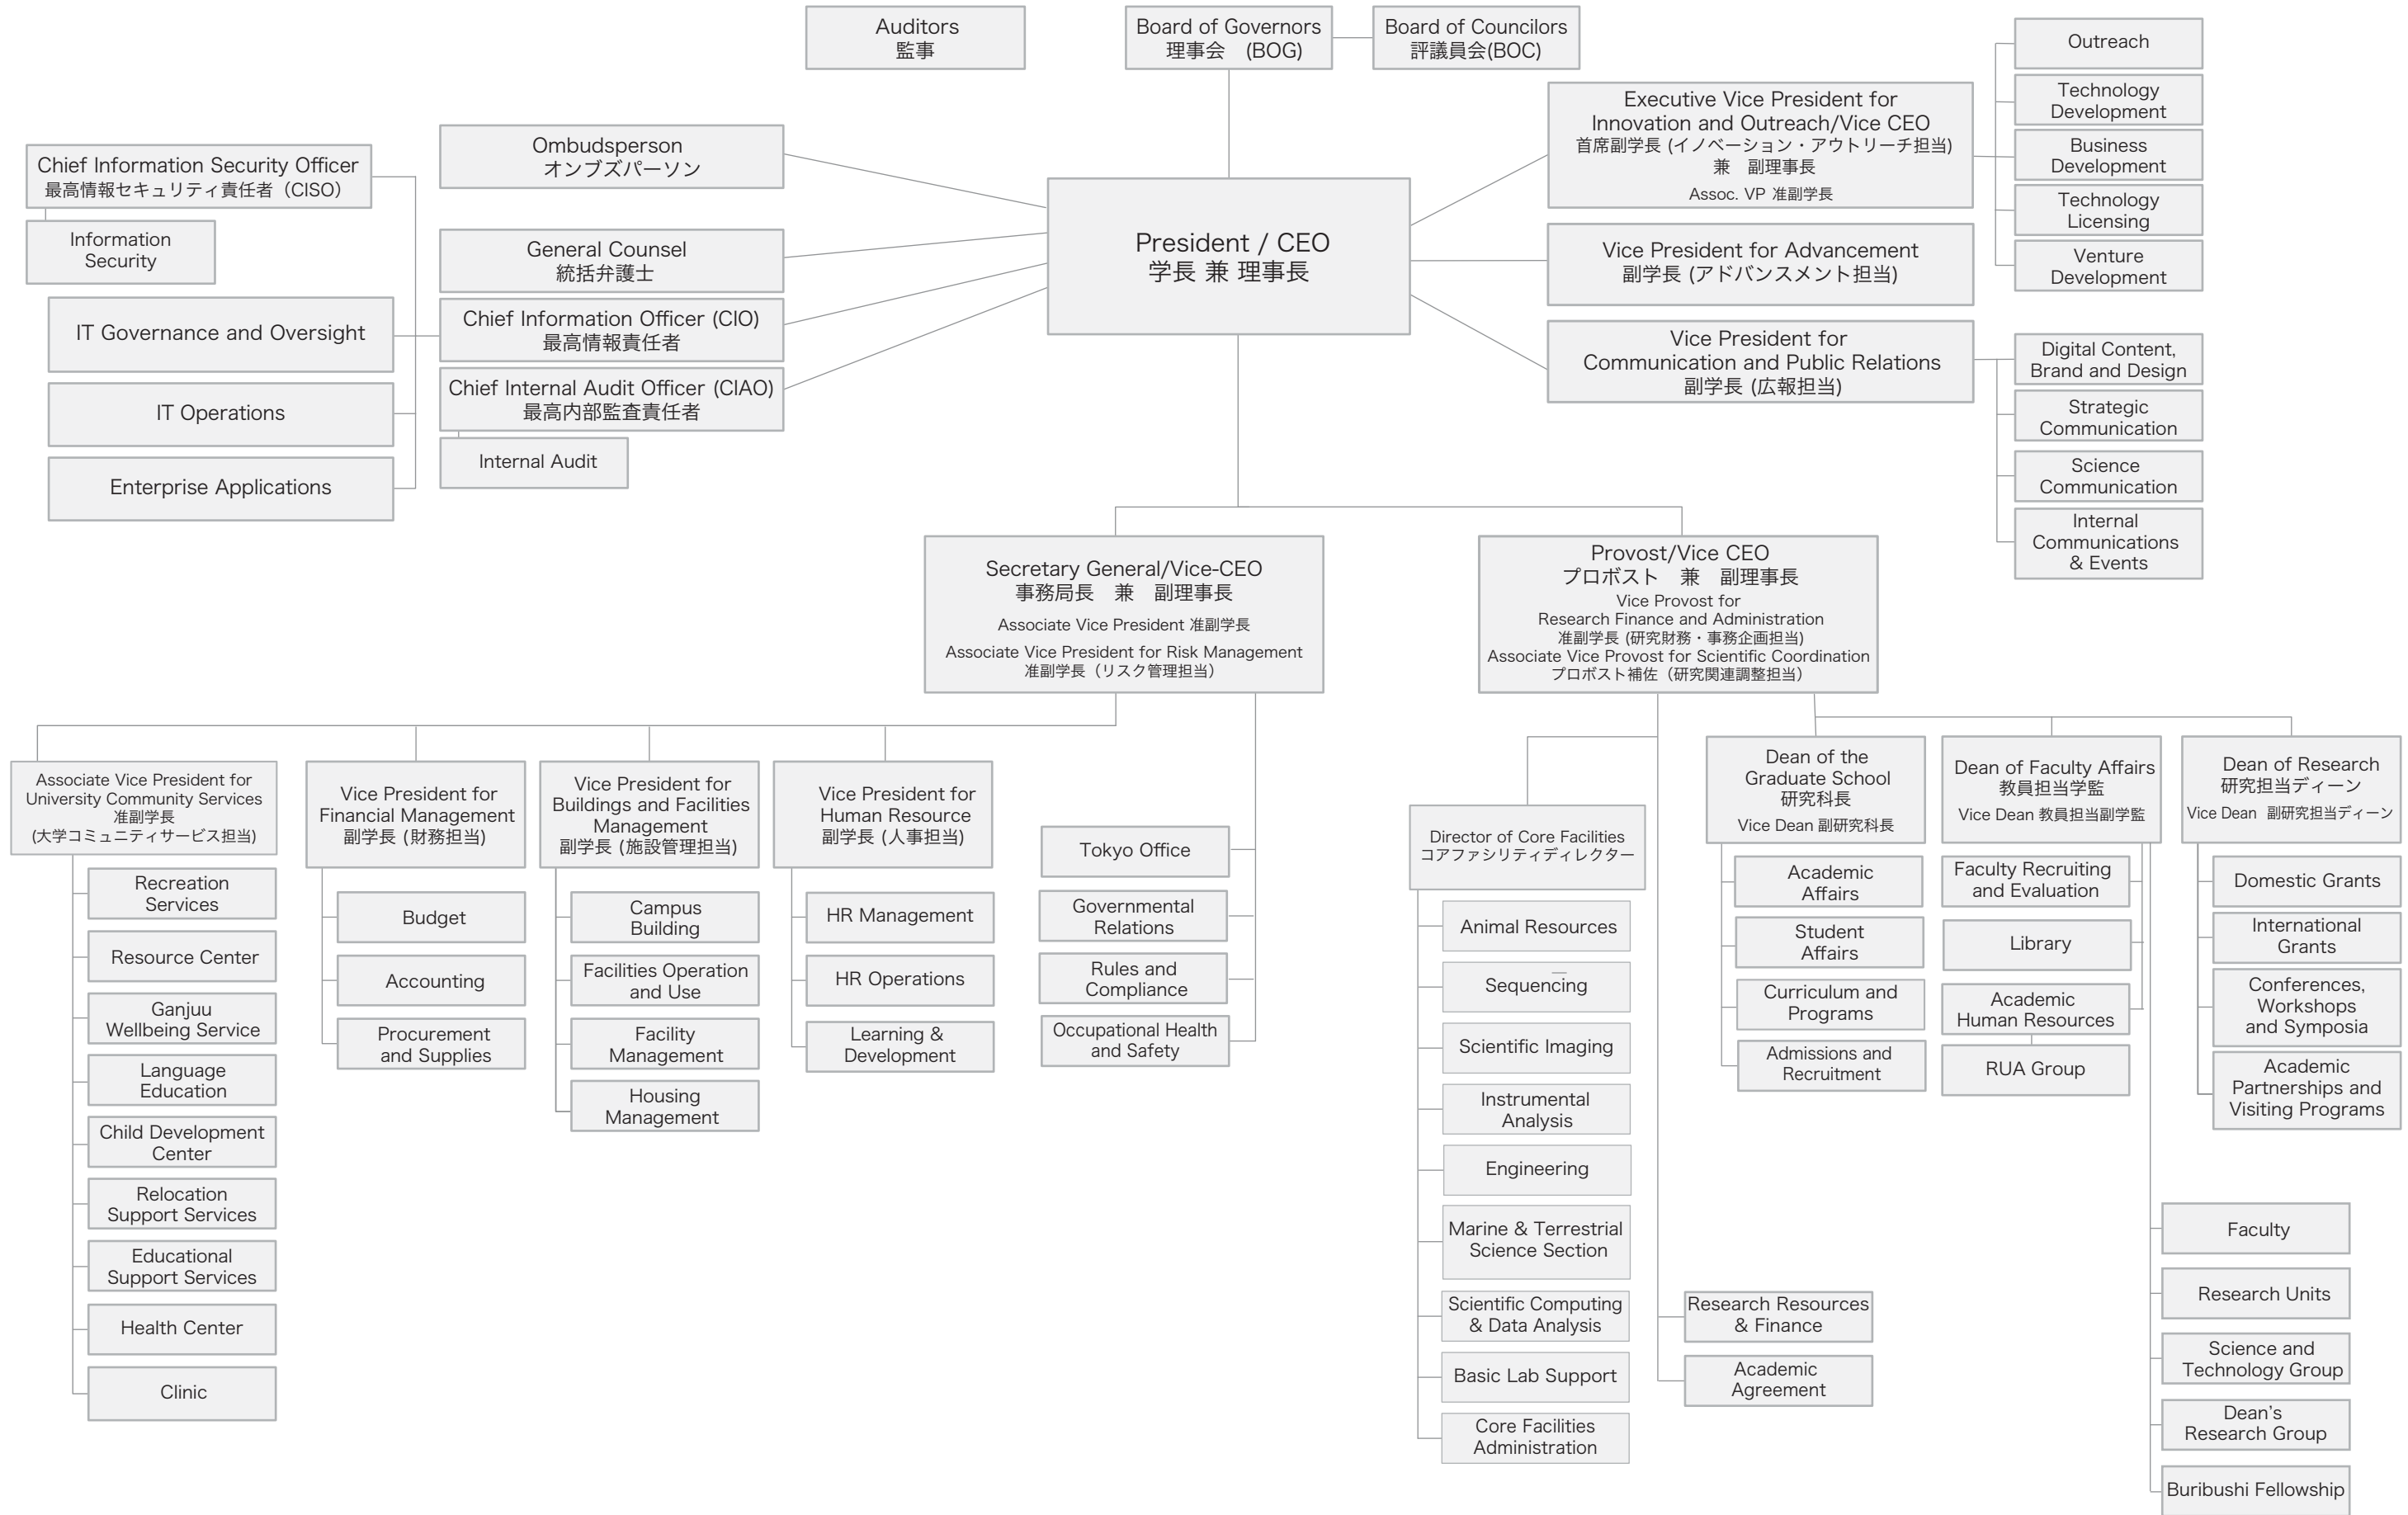 Auditors
監事
Board of Governors
理事会　(BOG)
Board of Councilors
評議員会(BOC)
Ombudsperson
オンブズパーソン
General Counsel
統括弁護士
Chief Information Officer (CIO)
最高情報責任者
Chief Internal Audit Officer (CIAO)
最高内部監査責任者
Internal Audit
Chief Information Security Officer
最高情報セキュリティ責任者（CISO）
Information
Security
IT Governance and Oversight
IT Operations
Enterprise Applications
President / CEO
学長 兼 理事長
Executive Vice President for
Innovation and Outreach/Vice CEO
首席副学長 (イノベーション・アウトリーチ担当)
兼　副理事長
Assoc. VP 准副学長
Vice President for Advancement
副学長 (アドバンスメント担当)
Vice President for
Communication and Public Relations
副学長 (広報担当)
Outreach
Technology
Development
Business
Development
Technology
Licensing
Venture
Development
Digital Content,
Brand and Design
Strategic
Communication
Science
Communication
Internal
Communications
& Events
Secretary General/Vice-CEO
事務局長　兼　副理事長
Associate Vice President 准副学長
Associate Vice President for Risk Management
准副学長（リスク管理担当）
Provost/Vice CEO
プロボスト　兼　副理事長
Vice Provost for
Research Finance and Administration
准副学長 (研究財務・事務企画担当)
Associate Vice Provost for Scientific Coordination
プロボスト補佐（研究関連調整担当）
Associate Vice President for
University Community Services
准副学長
(大学コミュニティサービス担当)
Recreation
Services
Resource Center
Ganjuu
Wellbeing Service
Language
Education
Child Development
Center
Relocation
Support Services
Educational
Support Services
Health Center
Clinic
Vice President for
Financial Management
副学長 (財務担当)
Budget
Accounting
Procurement
and Supplies
Vice President for
Buildings and Facilities
Management
副学長 (施設管理担当)
Campus
Building
Facilities Operation
and Use
Facility
Management
Housing
Management
Vice President for
Human Resource
副学長 (人事担当)
HR Management
HR Operations
Learning &
Development
Tokyo Office
Governmental
Relations
Rules and
Compliance
Occupational Health
and Safety
Director of Core Facilities
コアファシリティディレクター
Animal Resources
Sequencing
Scientific Imaging
Instrumental
Analysis
Engineering
Marine & Terrestrial
Science Section
Scientific Computing
& Data Analysis
Basic Lab Support
Core Facilities
Administration
Research Resources
& Finance
Academic
Agreement
Dean of the
Graduate School
研究科長
Vice Dean 副研究科長
Academic
Affairs
Student
Affairs
Curriculum and
Programs
Admissions and
Recruitment
Dean of Faculty Affairs
教員担当学監
Vice Dean 教員担当副学監
Faculty Recruiting
and Evaluation
Library
Academic
Human Resources
RUA Group
Dean of Research
研究担当ディーン
Vice Dean 副研究担当ディーン
Domestic Grants
International
Grants
Conferences,
Workshops
and Symposia
Academic
Partnerships and
Visiting Programs
Faculty
Research Units
Science and
Technology Group
Dean's
Research Group
Buribushi Fellowship